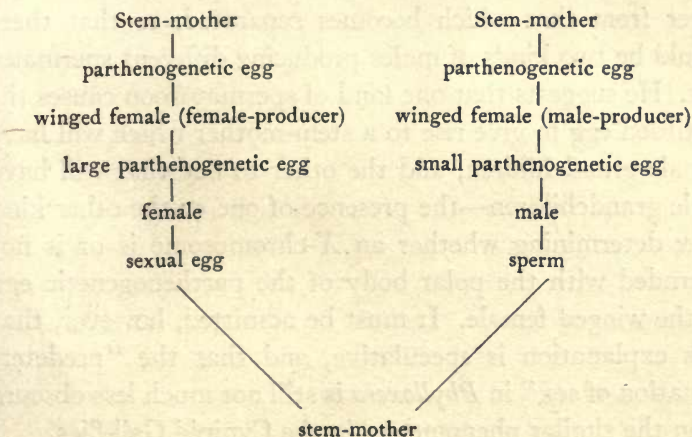 Stem-mother Stem-mother
parthenogenetic egg parthenogenetic egg
winged female (female-producer) winged female (male-producer)
large parthenogenetic egg small parthenogenetic egg
female male
sexual egg sperm
stem-mother